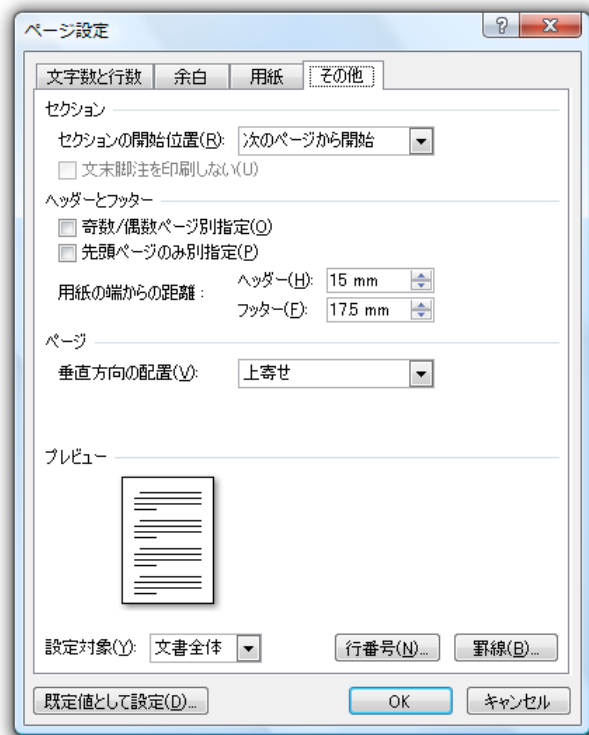 ページ設定
文字数と行数 余白 用紙 その他
セクション
セクションの開始位置(R): 次のページから開始
文末脚注を印刷しない(U)
ヘッダーとフッター
奇数/偶数ページ別指定(O)
先頭ページのみ別指定(P)
用紙の端からの距離: ヘッダー(H): 15 mm
フッター(F): 17.5 mm
ページ
垂直方向の配置(V): 上寄せ
プレビュー
設定対象(Y): 文書全体 行番号(N)... 罫線(B)...
既定値として設定(D)... OK キャンセル